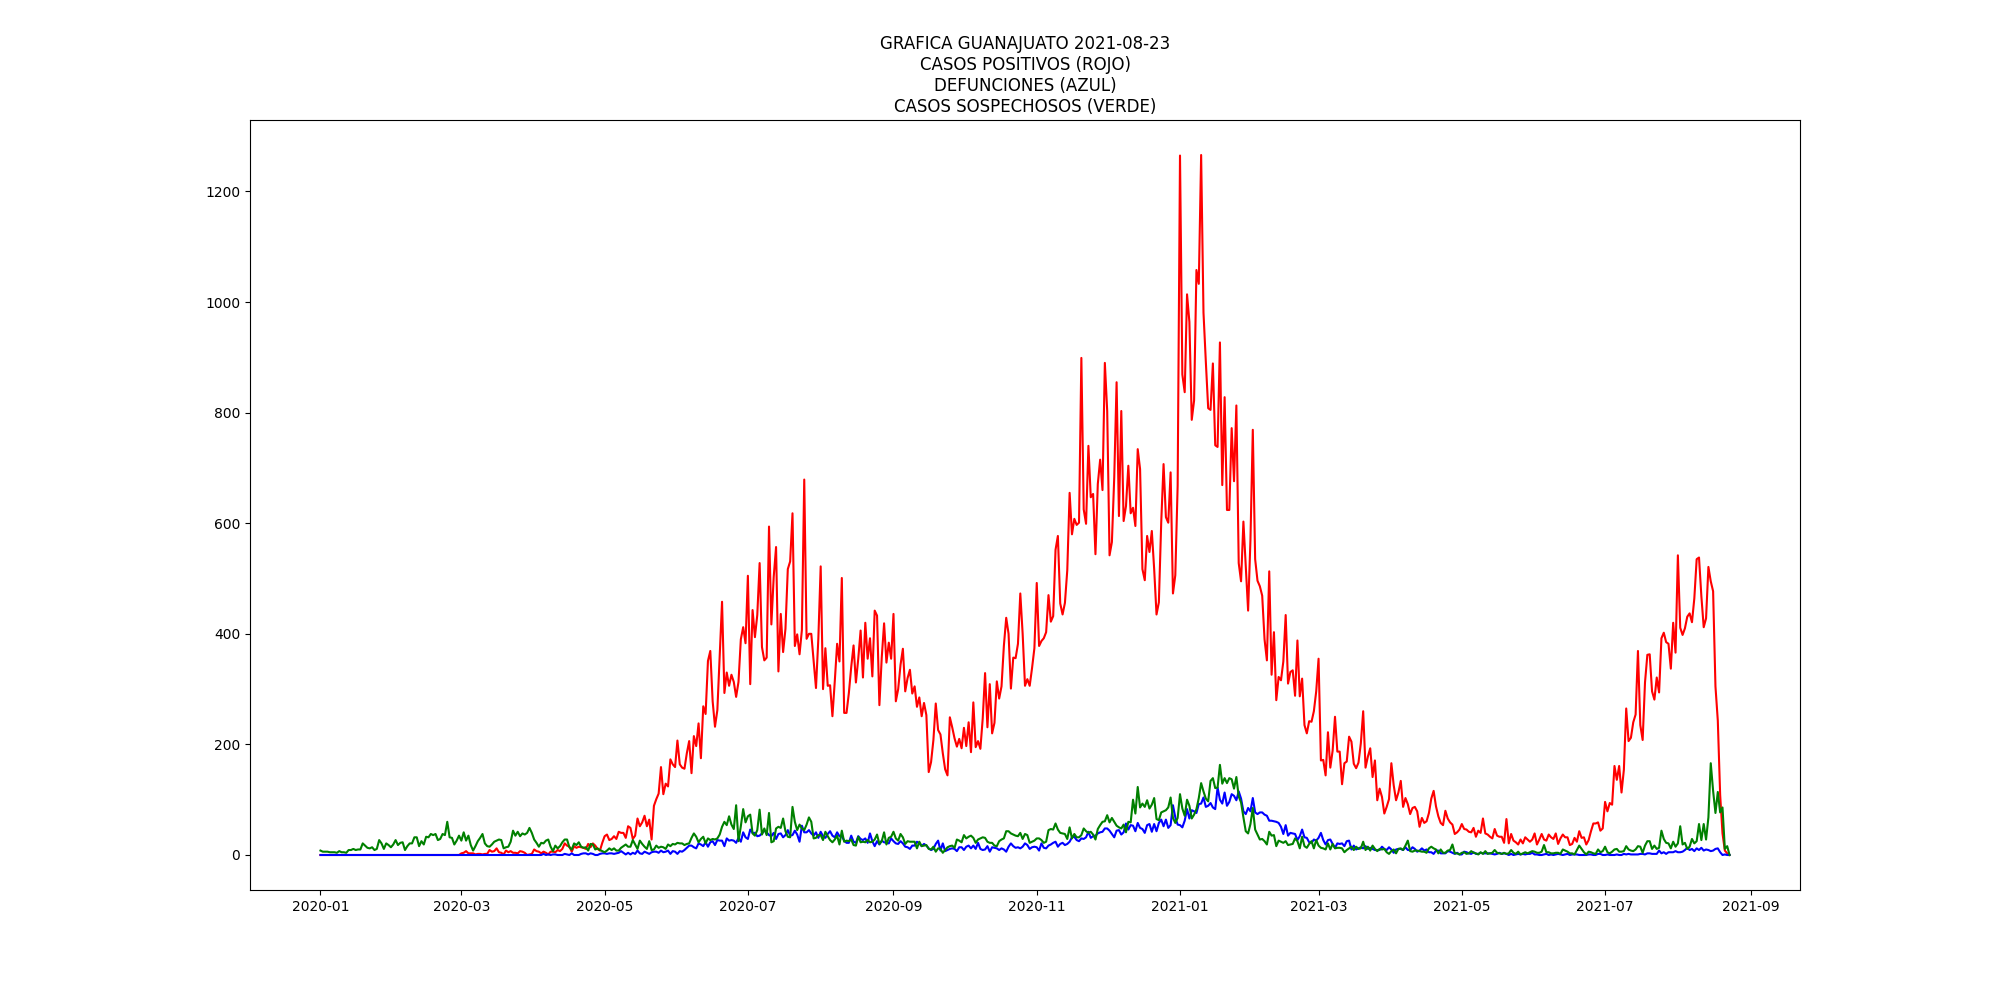 GRAFICA GUANAJUATO 2021-08-23
CASOS POSITIVOS (ROJO)
DEFUNCIONES (AZUL)
CASOS SOSPECHOSOS (VERDE)
1200
1000
800
600
400
200
0
2020-01 2020-03 2020-05 2020-07 2020-09 2020-11 2021-01 2021-03 2021-05 2021-07 2021-09